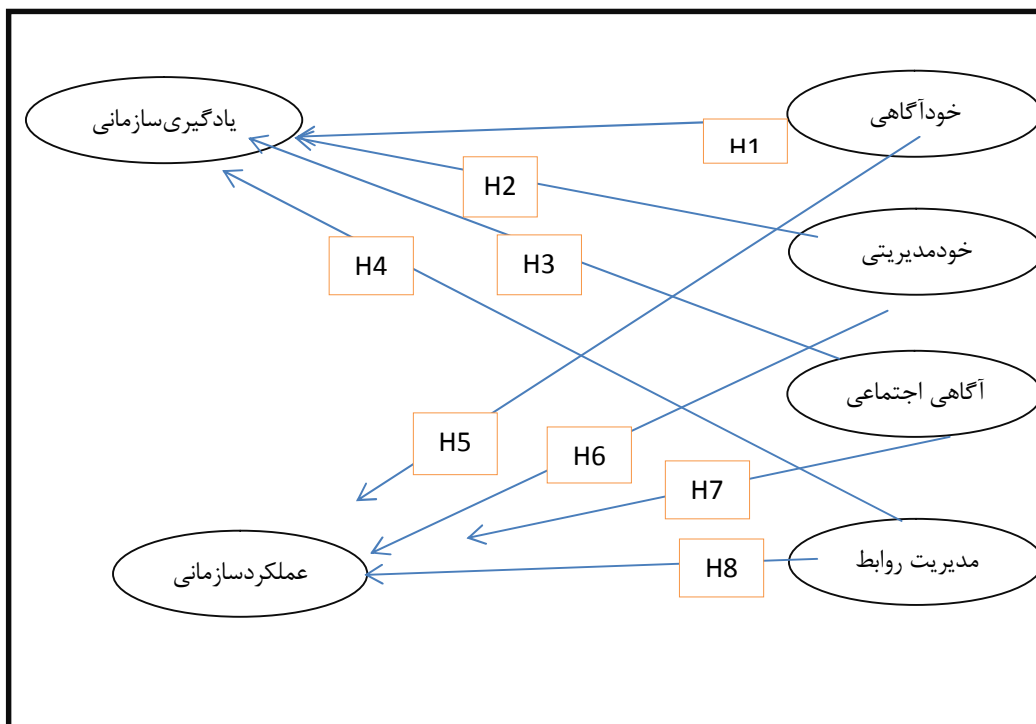 خودآگاهی
یادگیری‌سازمانی
H1
H2
خودمدیریتی
H3
H4
آگاهی اجتماعی
H5
H6
H7
مدیریت روابط
H8
عملکردسازمانی